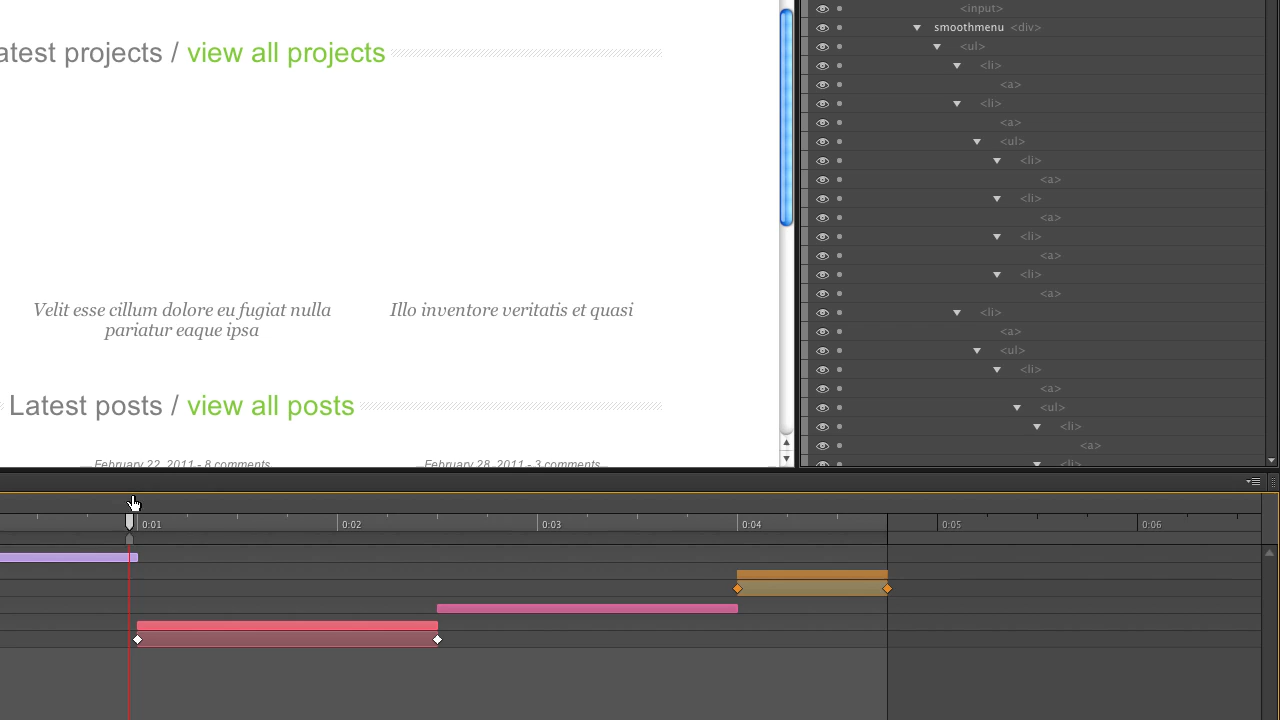 atest projects / view all projects
Velit esse cillum dolore eu fugiat nulla
pariatur eaque ipsa
Illo inventore veritatis et quasi
Latest posts / view all posts
February 22, 2011 - 8 comments
February 28, 2011 - 3 comments
<input>
smoothmenu <div>
<ul>
<li>
<a>
<li>
<a>
<ul>
<li>
<a>
<li>
<a>
<li>
<a>
<li>
<a>
<li>
<a>
<ul>
<li>
<a>
<ul>
<li>
<a>
<li>
0:01
0:02
0:03
0:04
0:05
0:06